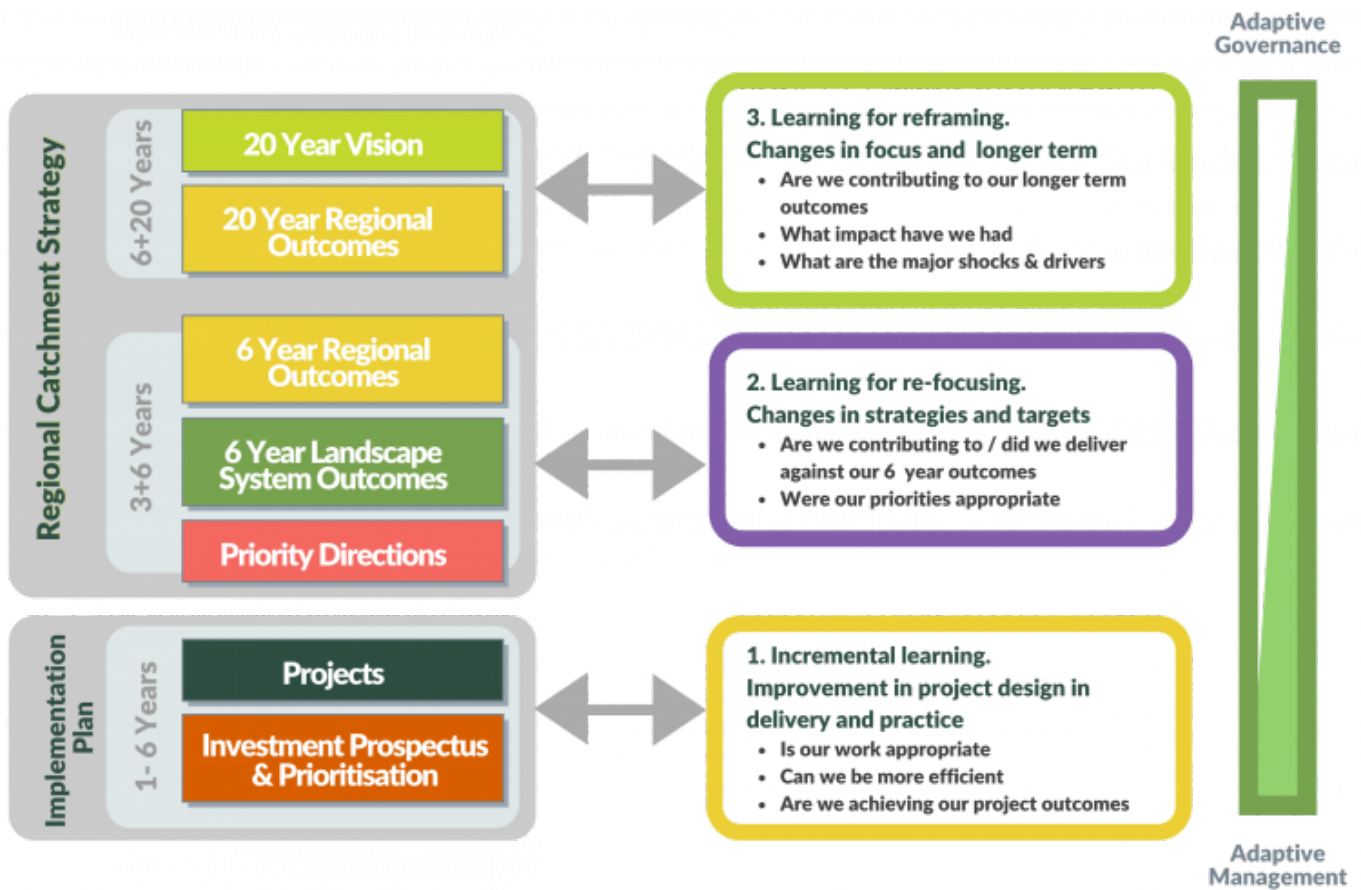 Adaptive
Governance
Regional Catchment Strategy
6+20 Years
20 Year Vision
20 Year Regional
Outcomes
3. Learning for reframing.
Changes in focus and longer term
• Are we contributing to our longer term
outcomes
• What impact have we had
• What are the major shocks & drivers
3+6 Years
6 Year Regional
Outcomes
6 Year Landscape
System Outcomes
Priority Directions
2. Learning for re-focusing.
Changes in strategies and targets
• Are we contributing to / did we deliver
against our 6 year outcomes
• Were our priorities appropriate
Implementation
Plan
1- 6 Years
Projects
Investment Prospectus
& Prioritisation
1. Incremental learning.
Improvement in project design in
delivery and practice
• Is our work appropriate
• Can we be more efficient
• Are we achieving our project outcomes
Adaptive
Management